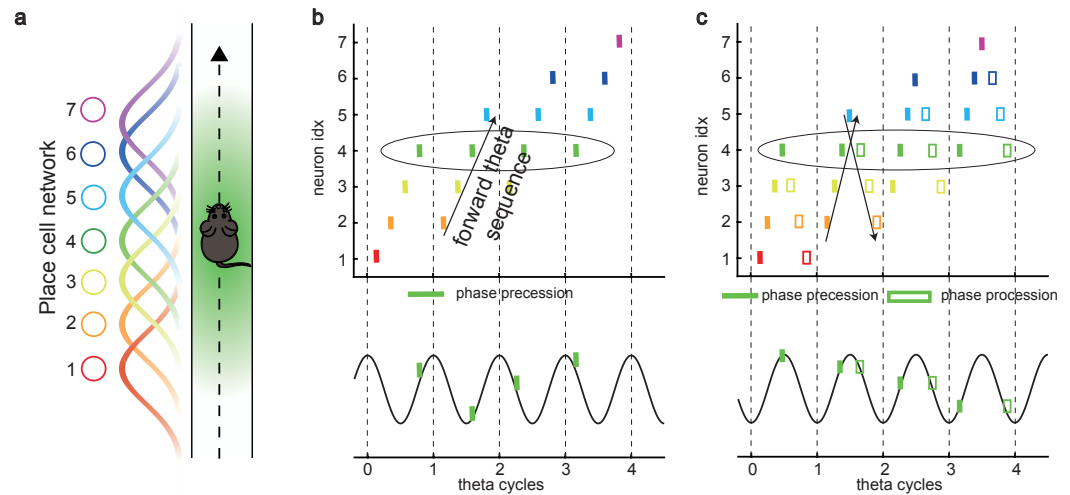 a
Place cell network
7
6
5
4
3
2
1
b
neuron idx
7
6
5
4
3
2
1
forward theta
sequence
phase precession
0
1
2
3
4
theta cycles
c
neuron idx
7
6
5
4
3
2
1
phase precession
phase procession
0
1
2
3
4
theta cycles